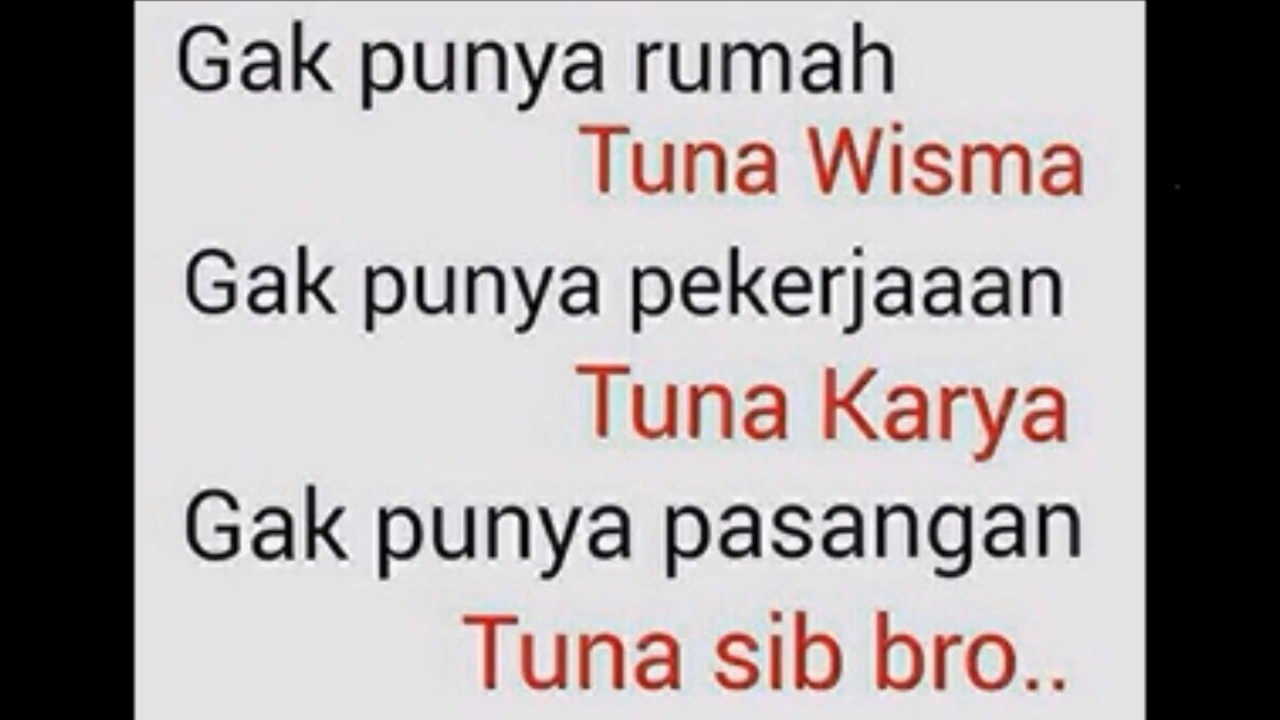 Gak punya rumah
Tuna Wisma
Gak punya pekerjaaan
Tuna Karya
Gak punya pasangan
Tuna sib bro..